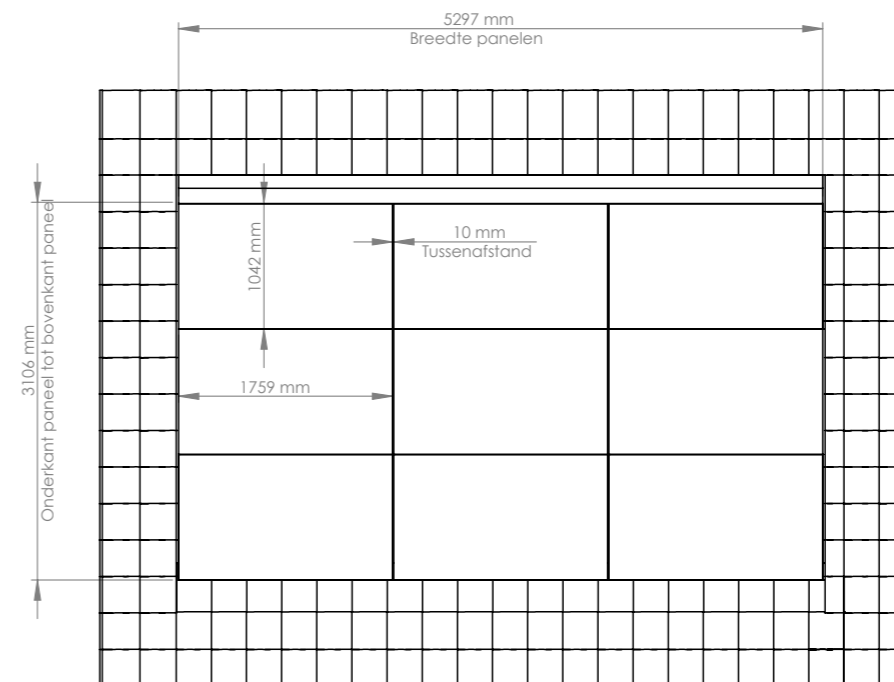 5297 mm
Breedte panelen
10 mm
Tussenafstand
1042 mm
3106 mm
Onderkant paneel tot bovenkant paneel
1759 mm